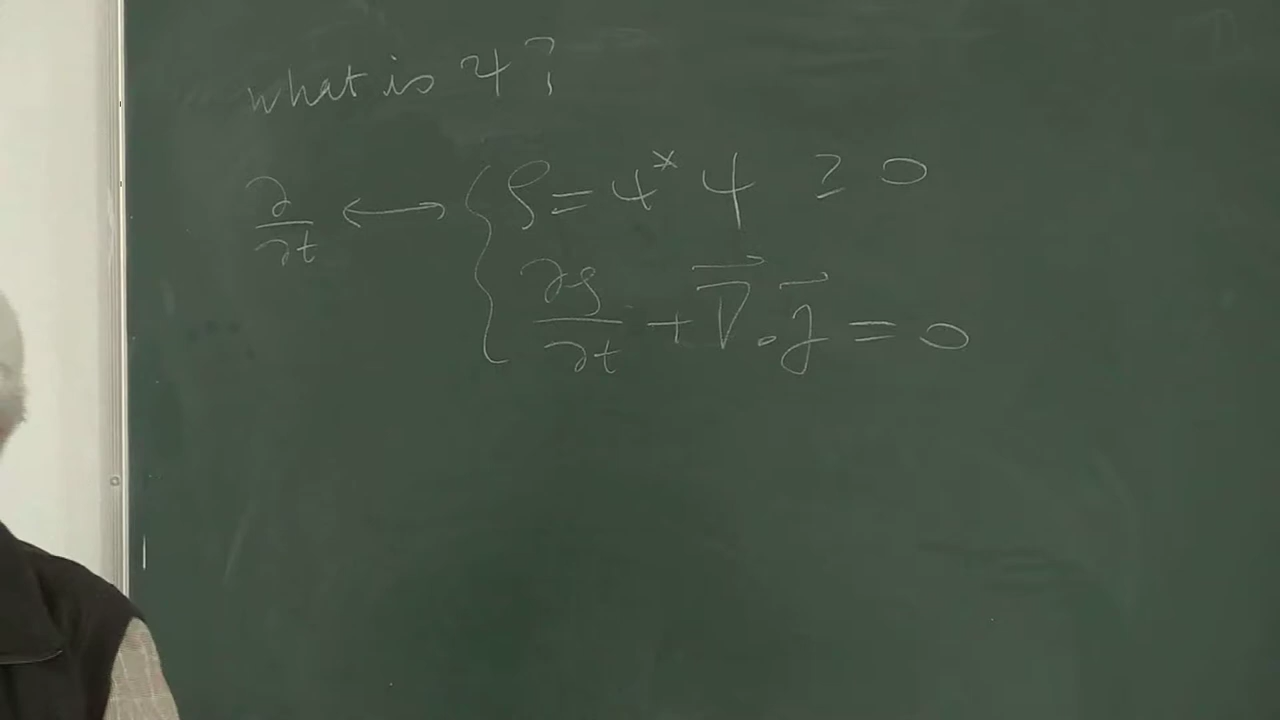 what is ψ?
∂/∂t ⟷ { ρ = ψ* ψ ≥ 0
∂ρ/∂t + ∇⃗ · j⃗ = 0